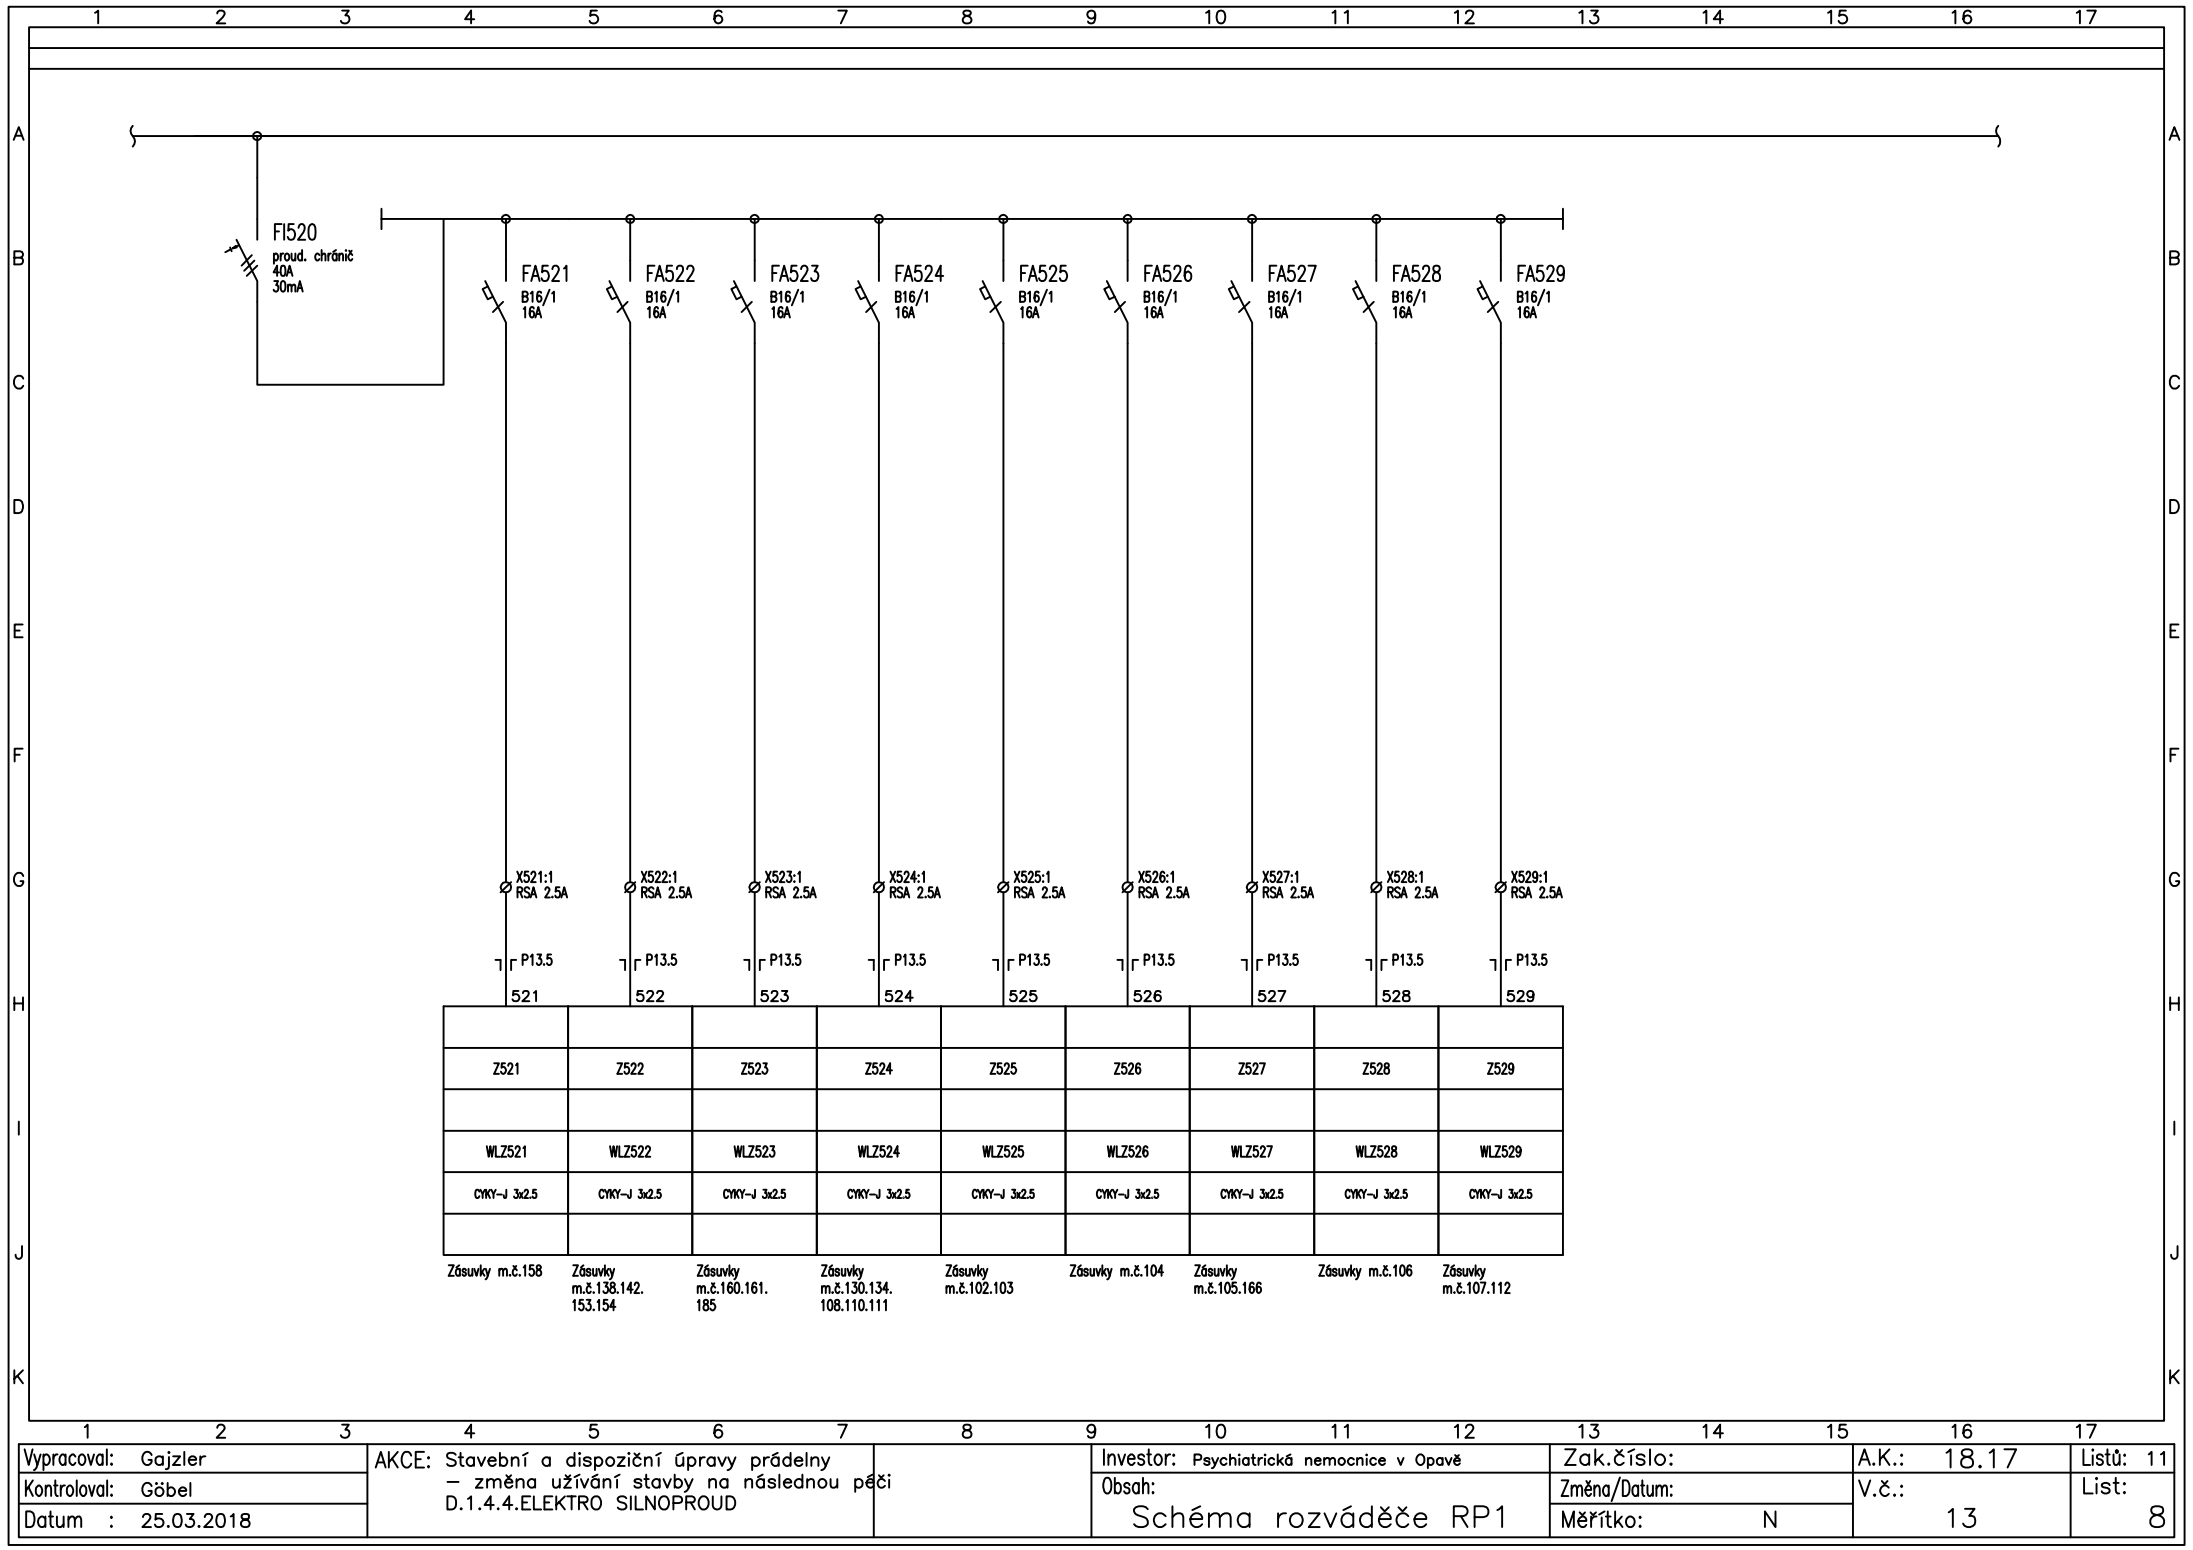 1 2 3 4 5 6 7 8 9 10 11 12 13 14 15 16 17
A A
FI520
proud. chránič
40A
30mA
B B
FA521 FA522 FA523 FA524 FA525 FA526 FA527 FA528 FA529
B16/1 B16/1 B16/1 B16/1 B16/1 B16/1 B16/1 B16/1 B16/1
16A 16A 16A 16A 16A 16A 16A 16A 16A
C C
D D
E E
F F
G G
X521:1 X522:1 X523:1 X524:1 X525:1 X526:1 X527:1 X528:1 X529:1
RSA 2.5A RSA 2.5A RSA 2.5A RSA 2.5A RSA 2.5A RSA 2.5A RSA 2.5A RSA 2.5A RSA 2.5A
P13.5 P13.5 P13.5 P13.5 P13.5 P13.5 P13.5 P13.5 P13.5
521 522 523 524 525 526 527 528 529
H H
Z521 Z522 Z523 Z524 Z525 Z526 Z527 Z528 Z529
I I
WLZ521 WLZ522 WLZ523 WLZ524 WLZ525 WLZ526 WLZ527 WLZ528 WLZ529
CYKY-J 3x2.5 CYKY-J 3x2.5 CYKY-J 3x2.5 CYKY-J 3x2.5 CYKY-J 3x2.5 CYKY-J 3x2.5 CYKY-J 3x2.5 CYKY-J 3x2.5 CYKY-J 3x2.5
J J
Zásuvky m.č.158
Zásuvky
m.č.138.142.
153.154
Zásuvky
m.č.160.161.
185
Zásuvky
m.č.130.134.
108.110.111
Zásuvky
m.č.102.103
Zásuvky m.č.104
Zásuvky
m.č.105.166
Zásuvky m.č.106
Zásuvky
m.č.107.112
K K
1 2 3 4 5 6 7 8 9 10 11 12 13 14 15 16 17
Vypracoval: Gajzler
Kontroloval: Göbel
Datum : 25.03.2018
AKCE: Stavební a dispoziční úpravy prádelny
– změna užívání stavby na následnou péči
D.1.4.4.ELEKTRO SILNOPROUD
Investor: Psychiatrická nemocnice v Opavě
Obsah:
Schéma rozváděče RP1
Zak.číslo:
Změna/Datum:
Měřítko: N
A.K.: 18.17
V.č.:
13
Listů: 11
List:
8